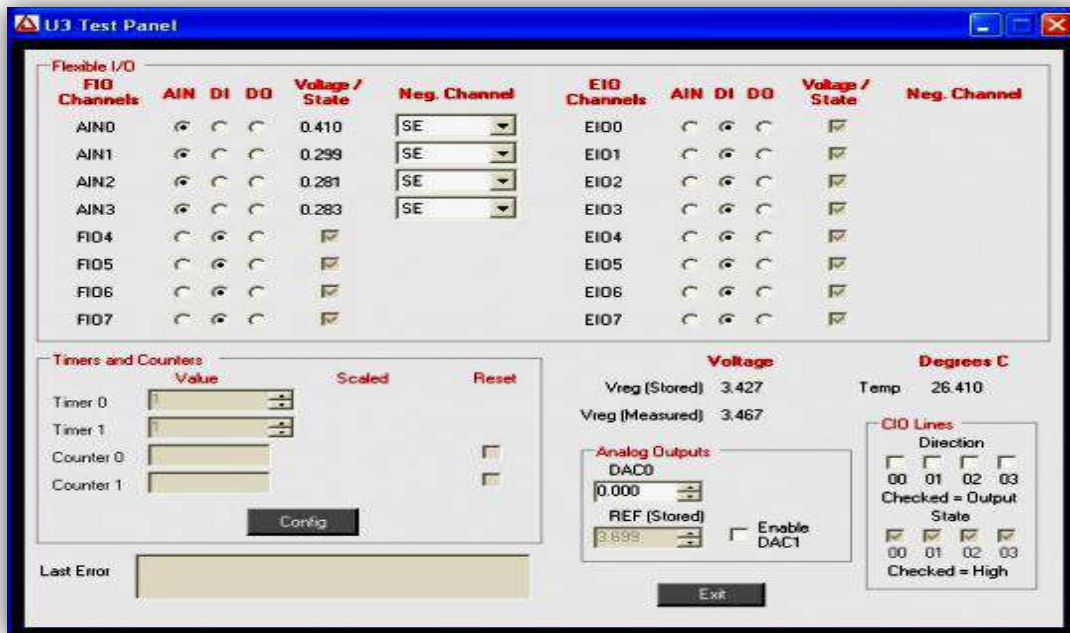 U3 Test Panel
Flexible I/O
FIO Channels AIN DI DO Voltage / State Neg. Channel
EIO Channels AIN DI DO Voltage / State Neg. Channel
AIN0 0.410 SE EIO0
AIN1 0.299 SE EIO1
AIN2 0.281 SE EIO2
AIN3 0.283 SE EIO3
FIO4 EIO4
FIO5 EIO5
FIO6 EIO6
FIO7 EIO7
Timers and Counters
Value Scaled Reset
Timer 0 1
Timer 1 1
Counter 0
Counter 1
Config
Last Error
Voltage
Vreg (Stored) 3.427
Vreg (Measured) 3.467
Degrees C
Temp 26.410
Analog Outputs
DAC0
0.000
REF (Stored)
3.699
Enable DAC1
CIO Lines
Direction
00 01 02 03
Checked = Output
State
00 01 02 03
Checked = High
Exit